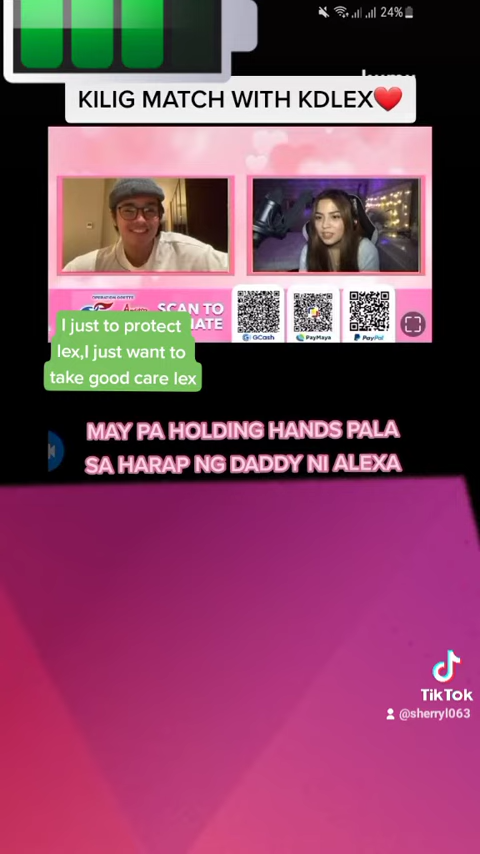 24%
KILIG MATCH WITH KDLEX❤️
SCAN TO
GCash
PayMaya
PayPal
I just to protect
lex,I just want to
take good care lex
MAY PA HOLDING HANDS PALA
SA HARAP NG DADDY NI ALEXA
TikTok
@sherryl063